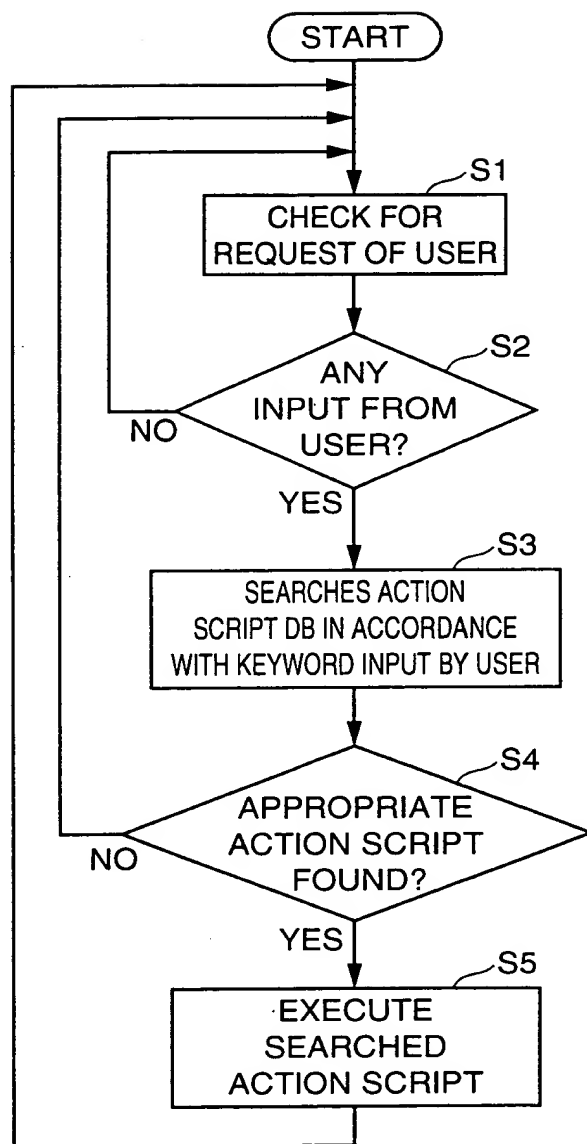 START
S1
CHECK FOR
REQUEST OF USER
S2
ANY
INPUT FROM
USER?
NO
YES
S3
SEARCHES ACTION
SCRIPT DB IN ACCORDANCE
WITH KEYWORD INPUT BY USER
S4
APPROPRIATE
ACTION SCRIPT
FOUND?
NO
YES
S5
EXECUTE
SEARCHED
ACTION SCRIPT